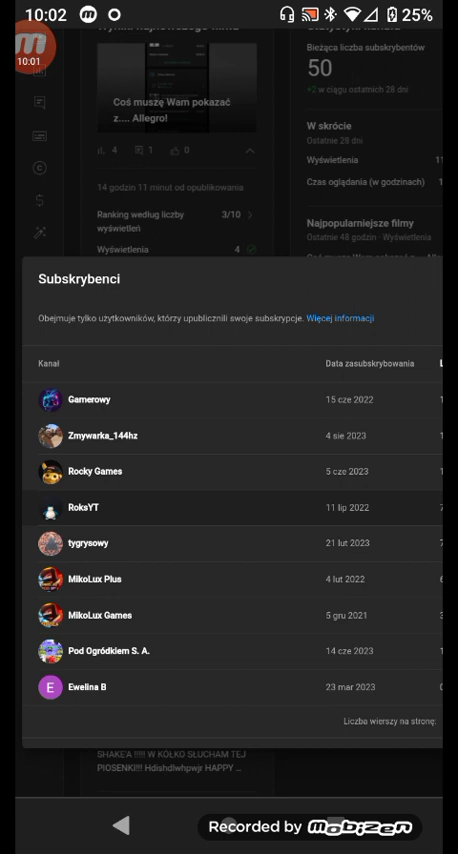 10:02
25%
10:01
Bieżąca liczba subskrybentów
50
+2 w ciągu ostatnich 28 dni
Coś muszę Wam pokazać
z.... Allegro!
4 1 0
W skrócie
Ostatnie 28 dni
Wyświetlenia
Czas oglądania (w godzinach)
14 godzin 11 minut od opublikowania
Ranking według liczby
wyświetleń
3/10
Wyświetlenia 4
Najpopularniejsze filmy
Ostatnie 48 godzin · Wyświetlenia
Subskrybenci
Obejmuje tylko użytkowników, którzy upublicznili swoje subskrypcje. Więcej informacji
Kanał Data zasubskrybowania
Gamerowy 15 cze 2022
Zmywarka_144hz 4 sie 2023
Rocky Games 5 cze 2023
RoksYT 11 lip 2022
tygrysowy 21 lut 2023
MikoLux Plus 4 lut 2022
MikoLux Games 5 gru 2021
Pod Ogródkiem S. A. 14 cze 2023
E Ewelina B 23 mar 2023
Liczba wierszy na stronę:
SHAKE'A !!!!! W KÓŁKO SŁUCHAM TEJ
PIOSENKI!!! Hdishdlwhpwjr HAPPY ...
Recorded by mobizen